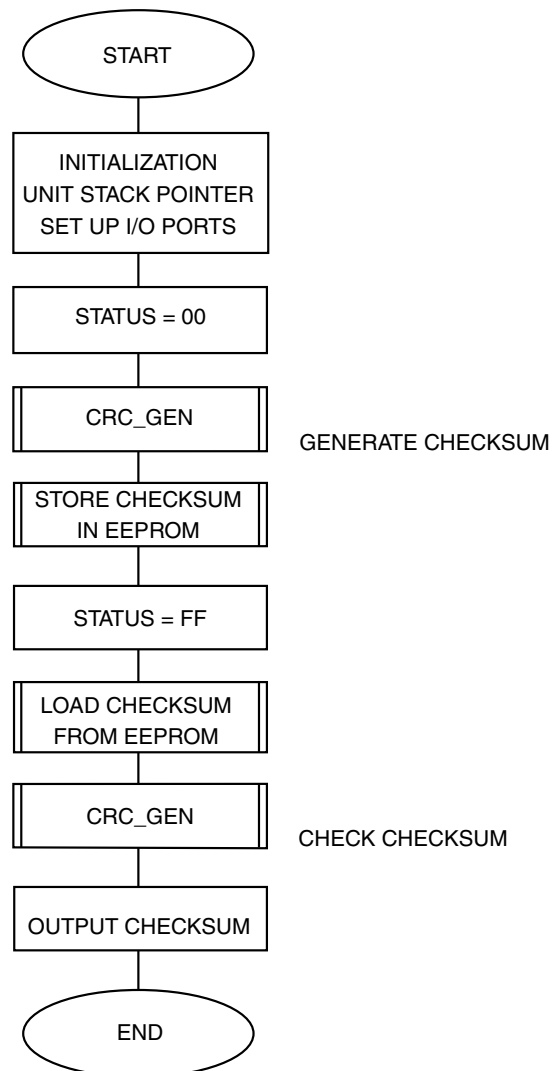 START
INITIALIZATION
UNIT STACK POINTER
SET UP I/O PORTS
STATUS = 00
CRC_GEN
GENERATE CHECKSUM
STORE CHECKSUM
IN EEPROM
STATUS = FF
LOAD CHECKSUM
FROM EEPROM
CRC_GEN
CHECK CHECKSUM
OUTPUT CHECKSUM
END